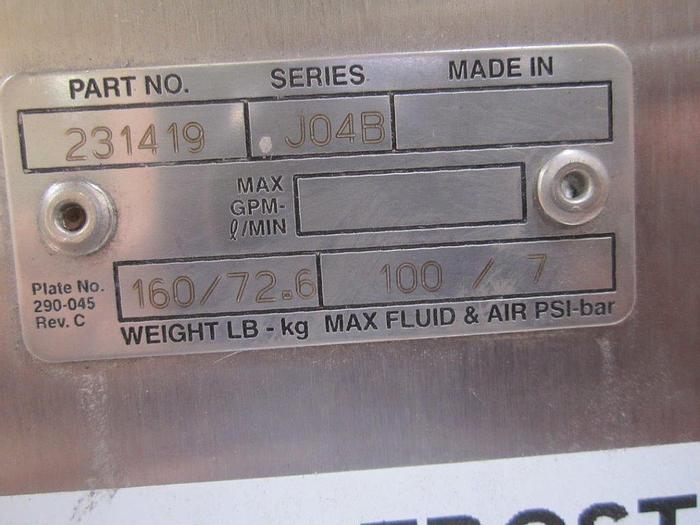 PART NO. SERIES MADE IN
231419 J04B
MAX
GPM-
ℓ/MIN
Plate No.
290-045
Rev. C
160/72.6 100 / 7
WEIGHT LB - kg MAX FLUID & AIR PSI-bar